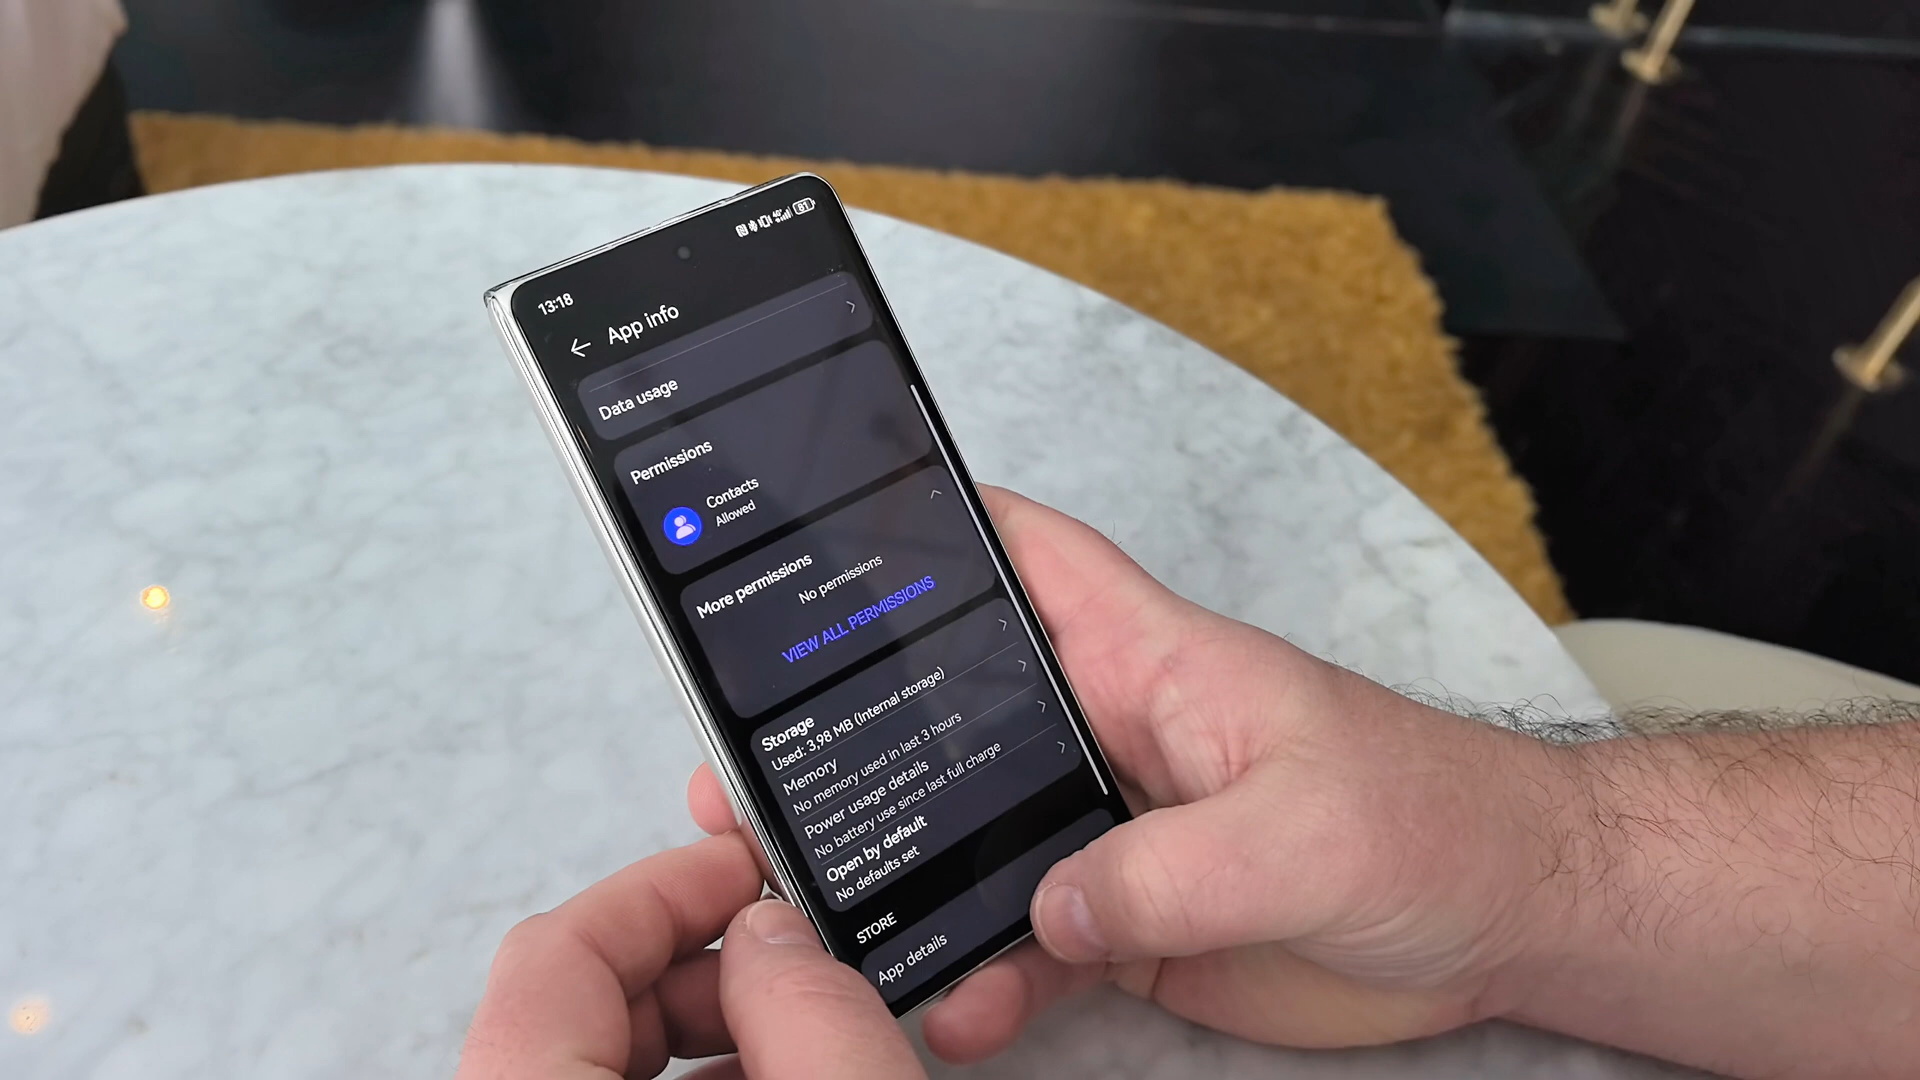 13:18
4G
81
App info
Data usage
Permissions
Contacts
Allowed
More permissions
No permissions
VIEW ALL PERMISSIONS
Storage
Used: 3,98 MB (Internal storage)
Memory
No memory used in last 3 hours
Power usage details
No battery use since last full charge
Open by default
No defaults set
STORE
App details